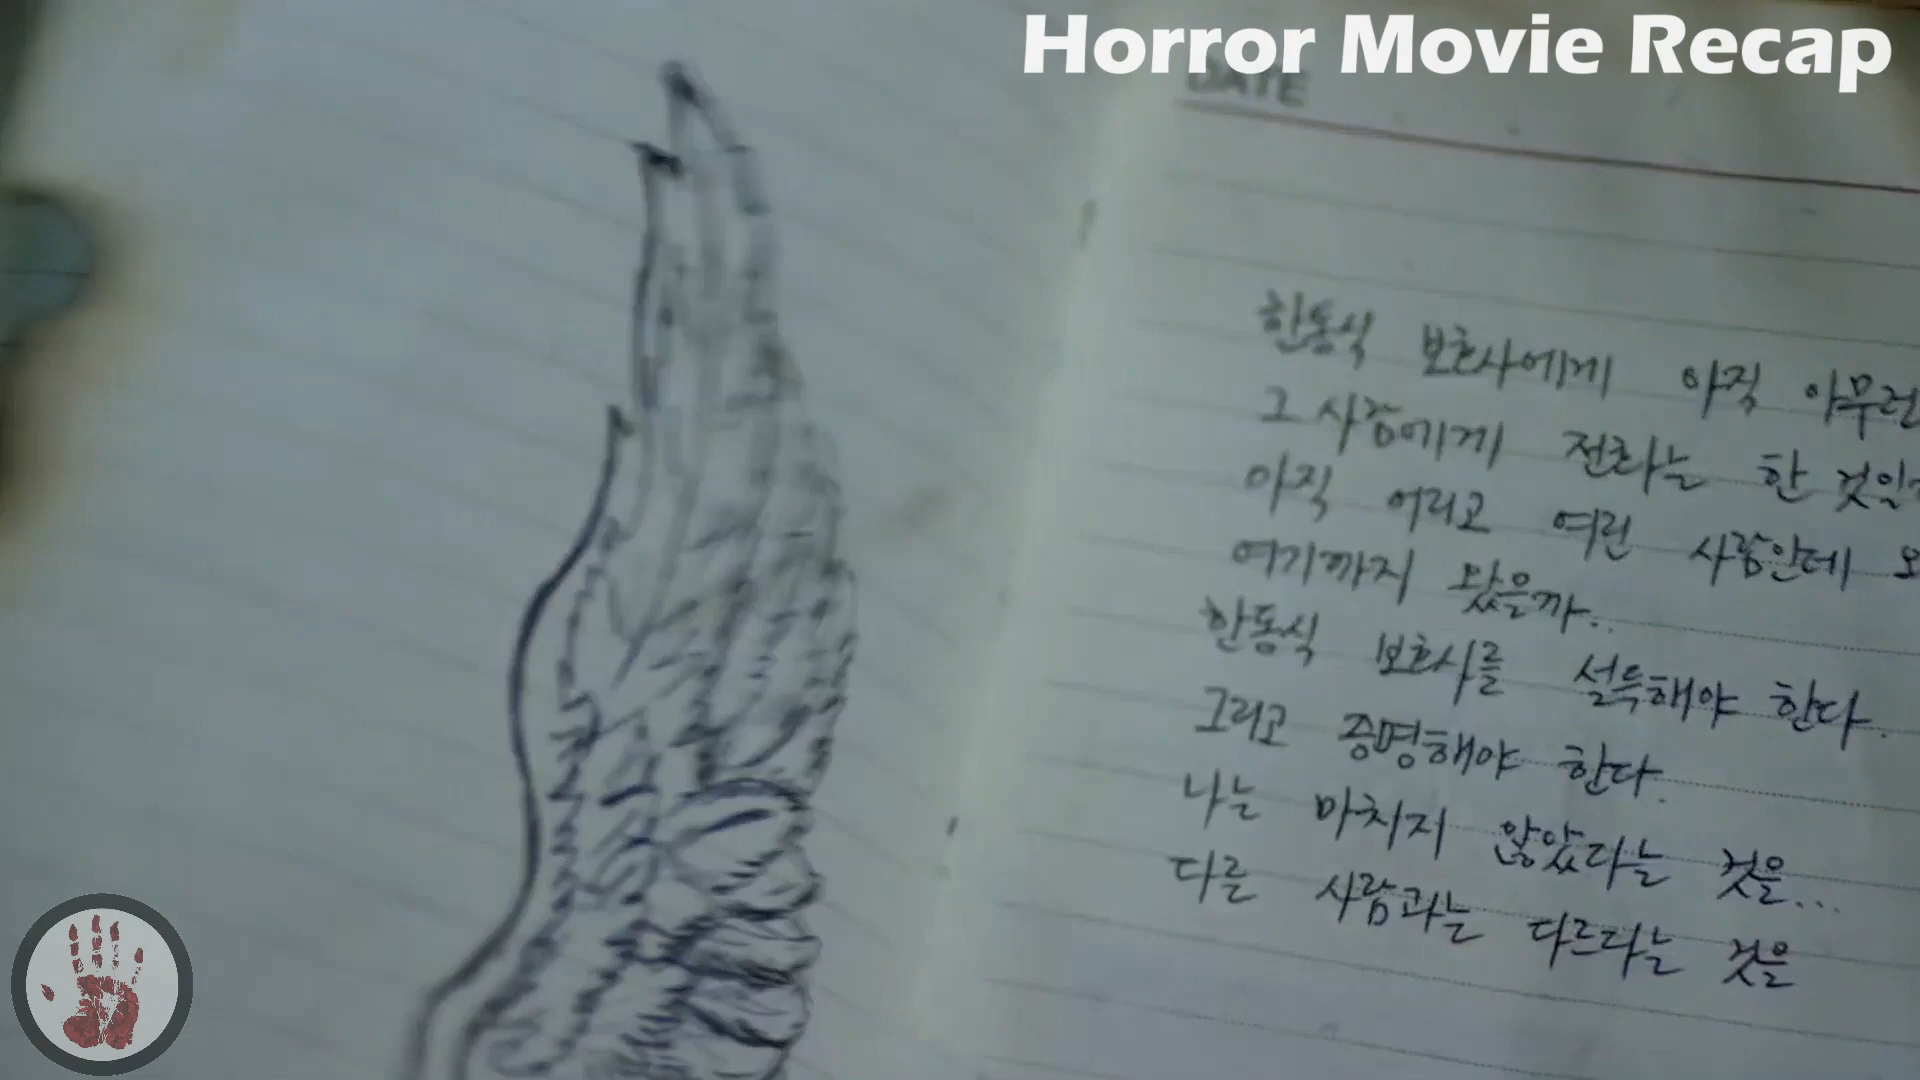 Horror Movie Recap
DATE
한동식 보호사에게 아직 아무런
그 사람에게 전화는 한 것일까
아직 어리고 여린 사람인데
여기까지 왔을까..
한동식 보호사를 설득해야 한다.
그리고 증명해야 한다.
나는 미치지 않았다는 것을...
다른 사람과는 다르다는 것을